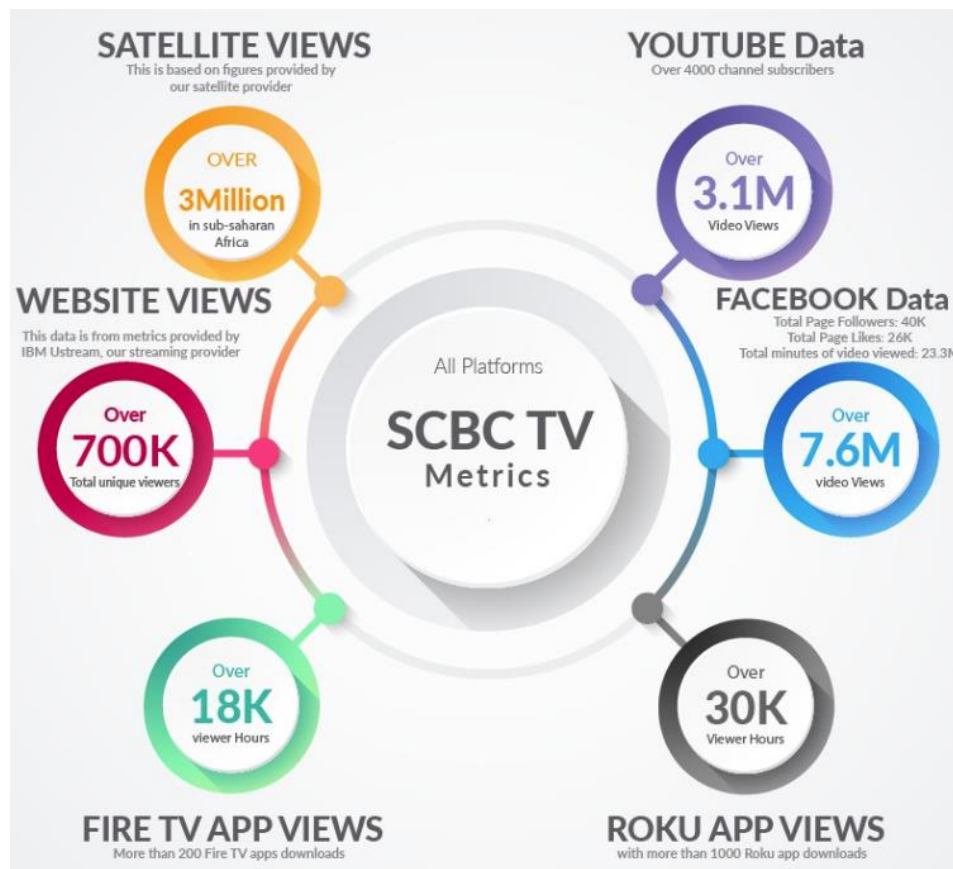 SATELLITE VIEWS
This is based on figures provided by
our satellite provider
OVER
3Million
in sub-saharan
Africa
YOUTUBE Data
Over 4000 channel subscribers
Over
3.1M
Video Views
WEBSITE VIEWS
This data is from metrics provided by
IBM Ustream, our streaming provider
Over
700K
Total unique viewers
All Platforms
SCBC TV
Metrics
FACEBOOK Data
Total Page Followers: 40K
Total Page Likes: 26K
Total minutes of video viewed: 23.3M
Over
7.6M
video Views
Over
18K
viewer Hours
FIRE TV APP VIEWS
More than 200 Fire TV apps downloads
Over
30K
Viewer Hours
ROKU APP VIEWS
with more than 1000 Roku app downloads